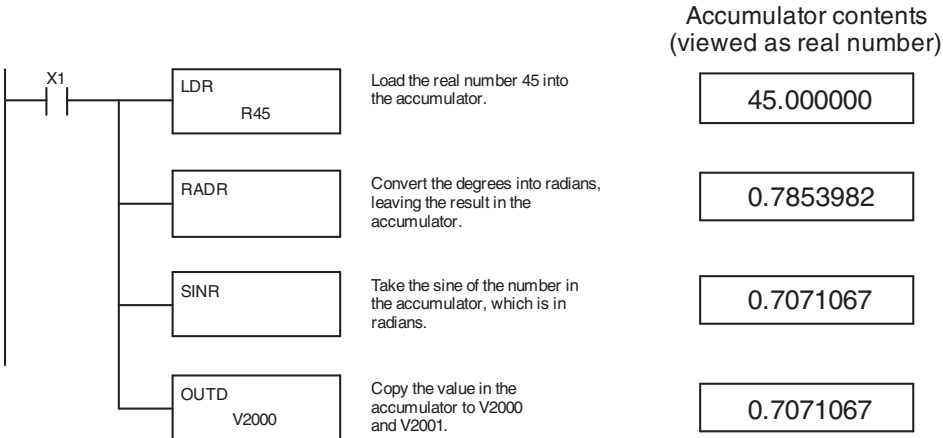 Accumulator contents
(viewed as real number)
X1
LDR
R45
Load the real number 45 into
the accumulator.
45.000000
RADR
Convert the degrees into radians,
leaving the result in the
accumulator.
0.7853982
SINR
Take the sine of the number in
the accumulator, which is in
radians.
0.7071067
OUTD
V2000
Copy the value in the
accumulator to V2000
and V2001.
0.7071067